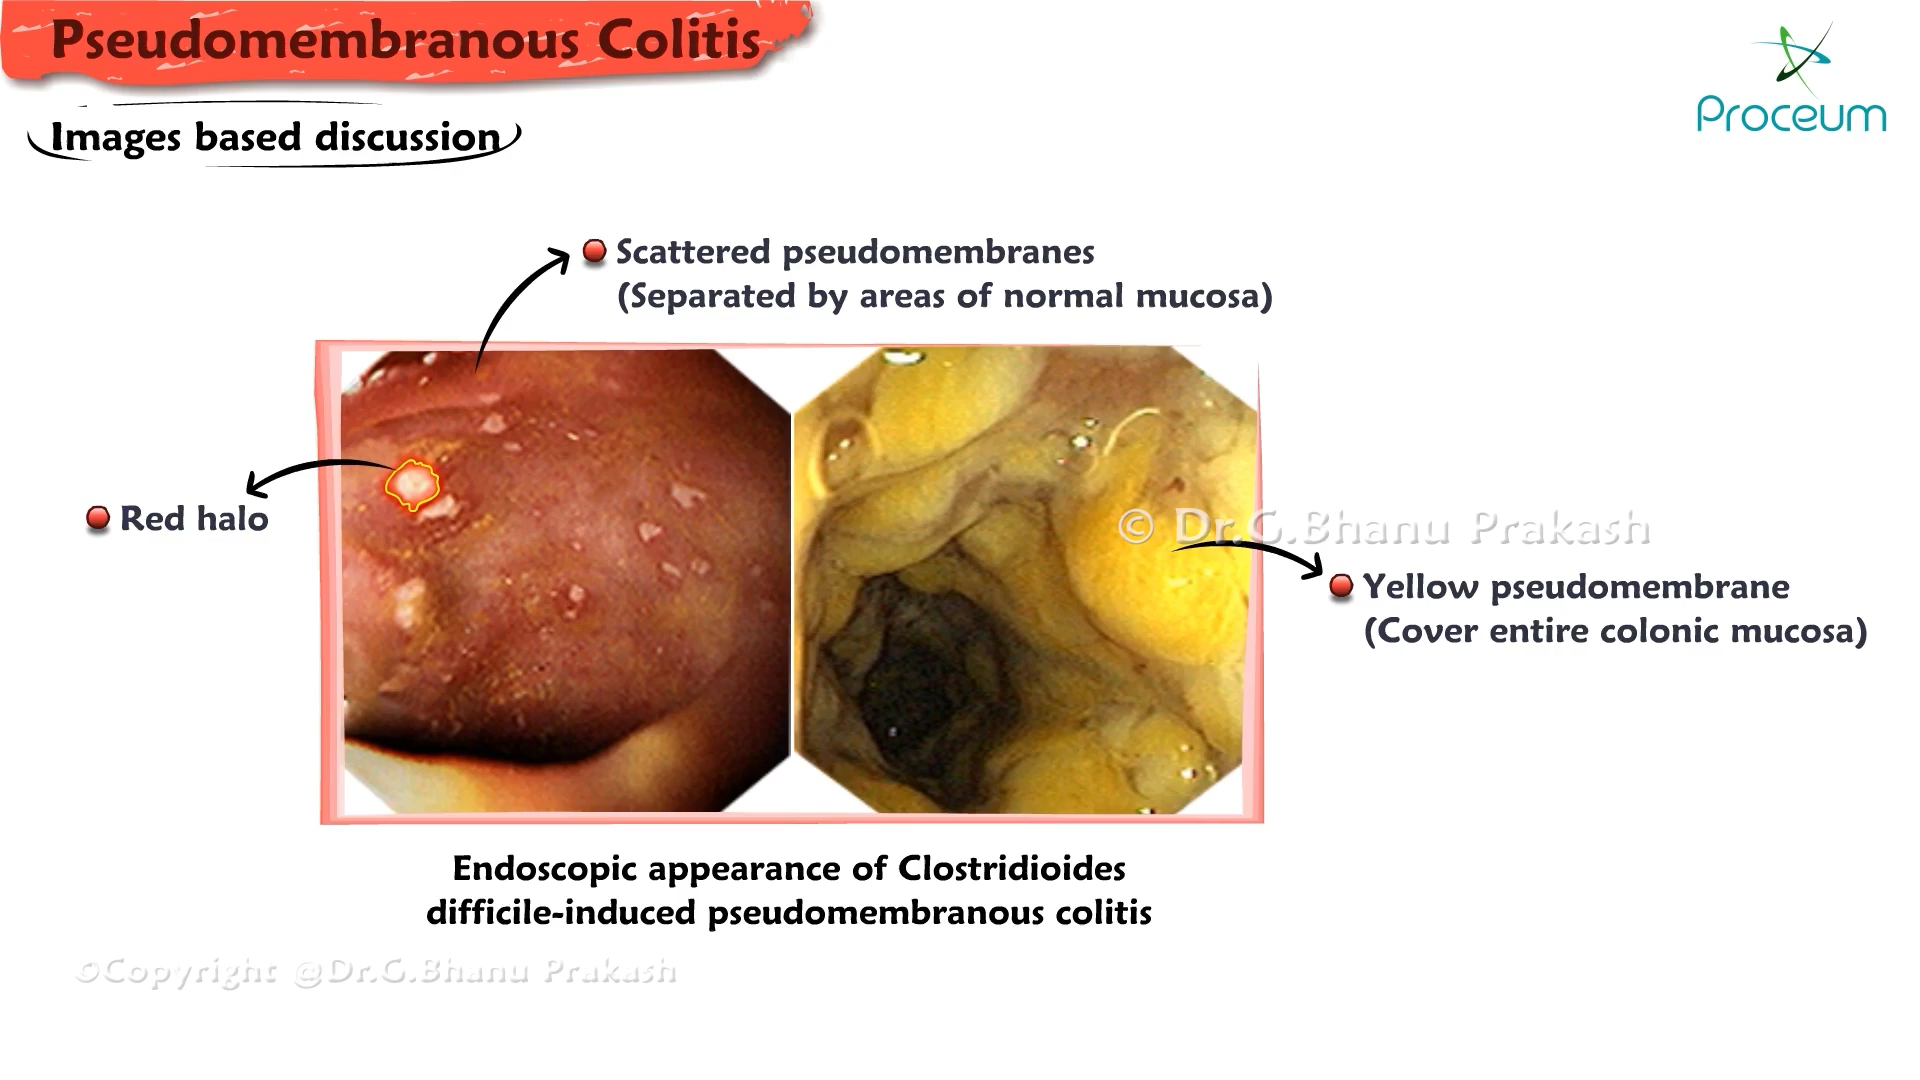 Pseudomembranous Colitis
Proceum
Images based discussion
Scattered pseudomembranes
(Separated by areas of normal mucosa)
Red halo
© Dr.G.Bhanu Prakash
Yellow pseudomembrane
(Cover entire colonic mucosa)
Endoscopic appearance of Clostridioides
difficile-induced pseudomembranous colitis
©Copyright @Dr.G.Bhanu Prakash